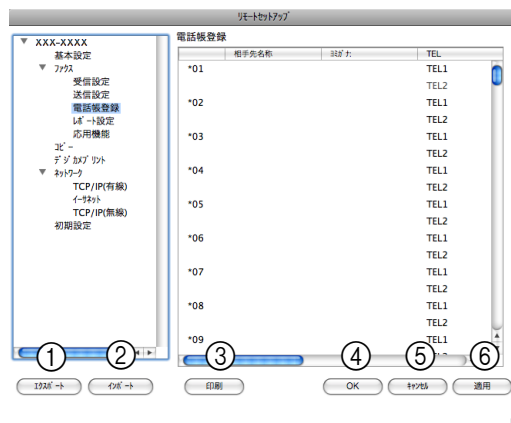 リモートセットアップ
▼ XXX-XXXX
基本設定
▼ ファクス
受信設定
送信設定
電話帳登録
レポート設定
応用機能
コピー
デジカメプリント
▼ ネットワーク
TCP/IP(有線)
イーサネット
TCP/IP(無線)
初期設定
電話帳登録
相手先名称 ヨミガナ: TEL
*01 TEL1
TEL2
*02 TEL1
TEL2
*03 TEL1
TEL2
*04 TEL1
TEL2
*05 TEL1
TEL2
*06 TEL1
TEL2
*07 TEL1
TEL2
*08 TEL1
TEL2
*09 TEL1
① ② ③ ④ ⑤ ⑥
エクスポート インポート 印刷 OK キャンセル 適用